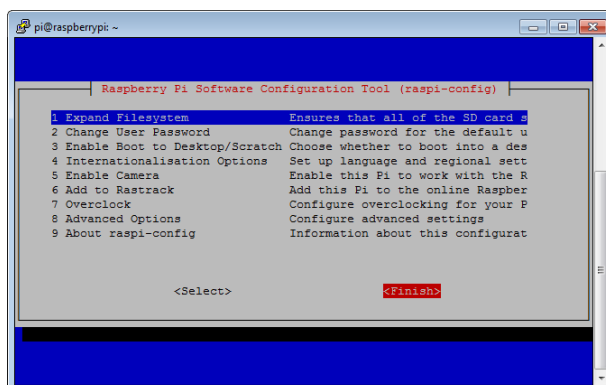 pi@raspberrypi: ~
Raspberry Pi Software Configuration Tool (raspi-config)
1 Expand Filesystem Ensures that all of the SD card s
2 Change User Password Change password for the default u
3 Enable Boot to Desktop/Scratch Choose whether to boot into a des
4 Internationalisation Options Set up language and regional sett
5 Enable Camera Enable this Pi to work with the R
6 Add to Rastrack Add this Pi to the online Raspber
7 Overclock Configure overclocking for your P
8 Advanced Options Configure advanced settings
9 About raspi-config Information about this configurat
<Select> <Finish>